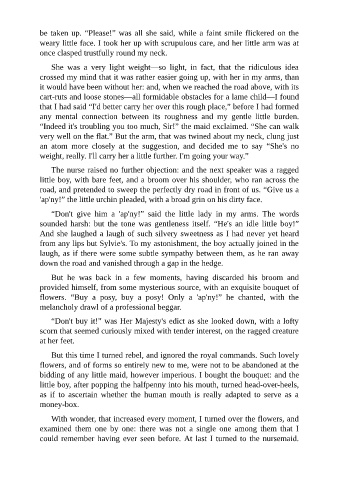 be taken up. “Please!” was all she said, while a faint smile flickered on the
weary little face. I took her up with scrupulous care, and her little arm was at
once clasped trustfully round my neck.
She was a very light weight—so light, in fact, that the ridiculous idea
crossed my mind that it was rather easier going up, with her in my arms, than
it would have been without her: and, when we reached the road above, with its
cart-ruts and loose stones—all formidable obstacles for a lame child—I found
that I had said “I'd better carry her over this rough place,” before I had formed
any mental connection between its roughness and my gentle little burden.
“Indeed it's troubling you too much, Sir!” the maid exclaimed. “She can walk
very well on the flat.” But the arm, that was twined about my neck, clung just
an atom more closely at the suggestion, and decided me to say “She's no
weight, really. I'll carry her a little further. I'm going your way.”
The nurse raised no further objection: and the next speaker was a ragged
little boy, with bare feet, and a broom over his shoulder, who ran across the
road, and pretended to sweep the perfectly dry road in front of us. “Give us a
'ap'ny!” the little urchin pleaded, with a broad grin on his dirty face.
“Don't give him a 'ap'ny!” said the little lady in my arms. The words
sounded harsh: but the tone was gentleness itself. “He's an idle little boy!”
And she laughed a laugh of such silvery sweetness as I had never yet heard
from any lips but Sylvie's. To my astonishment, the boy actually joined in the
laugh, as if there were some subtle sympathy between them, as he ran away
down the road and vanished through a gap in the hedge.
But he was back in a few moments, having discarded his broom and
provided himself, from some mysterious source, with an exquisite bouquet of
flowers. “Buy a posy, buy a posy! Only a 'ap'ny!” he chanted, with the
melancholy drawl of a professional beggar.
“Don't buy it!” was Her Majesty's edict as she looked down, with a lofty
scorn that seemed curiously mixed with tender interest, on the ragged creature
at her feet.
But this time I turned rebel, and ignored the royal commands. Such lovely
flowers, and of forms so entirely new to me, were not to be abandoned at the
bidding of any little maid, however imperious. I bought the bouquet: and the
little boy, after popping the halfpenny into his mouth, turned head-over-heels,
as if to ascertain whether the human mouth is really adapted to serve as a
money-box.
With wonder, that increased every moment, I turned over the flowers, and
examined them one by one: there was not a single one among them that I
could remember having ever seen before. At last I turned to the nursemaid.